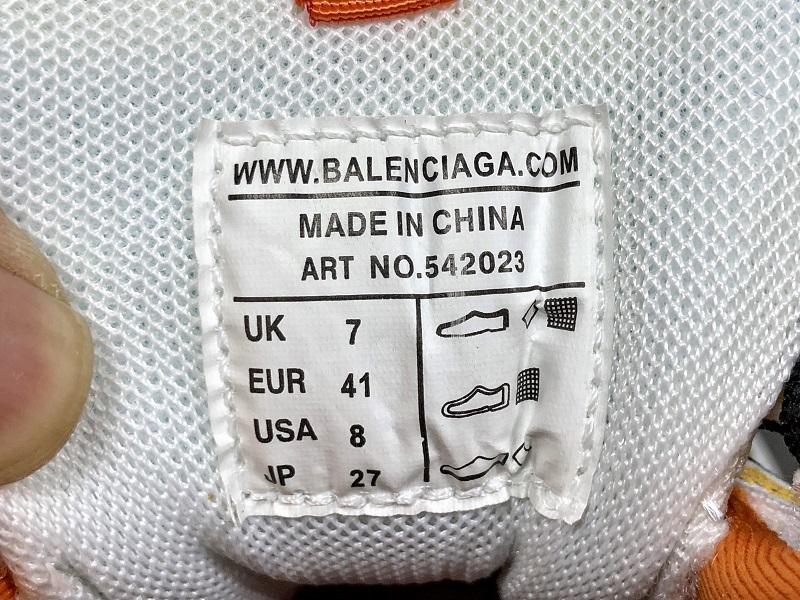 WWW.BALENCIAGA.COM
MADE IN CHINA
ART NO.542023
UK 7
EUR 41
USA 8
JP 27